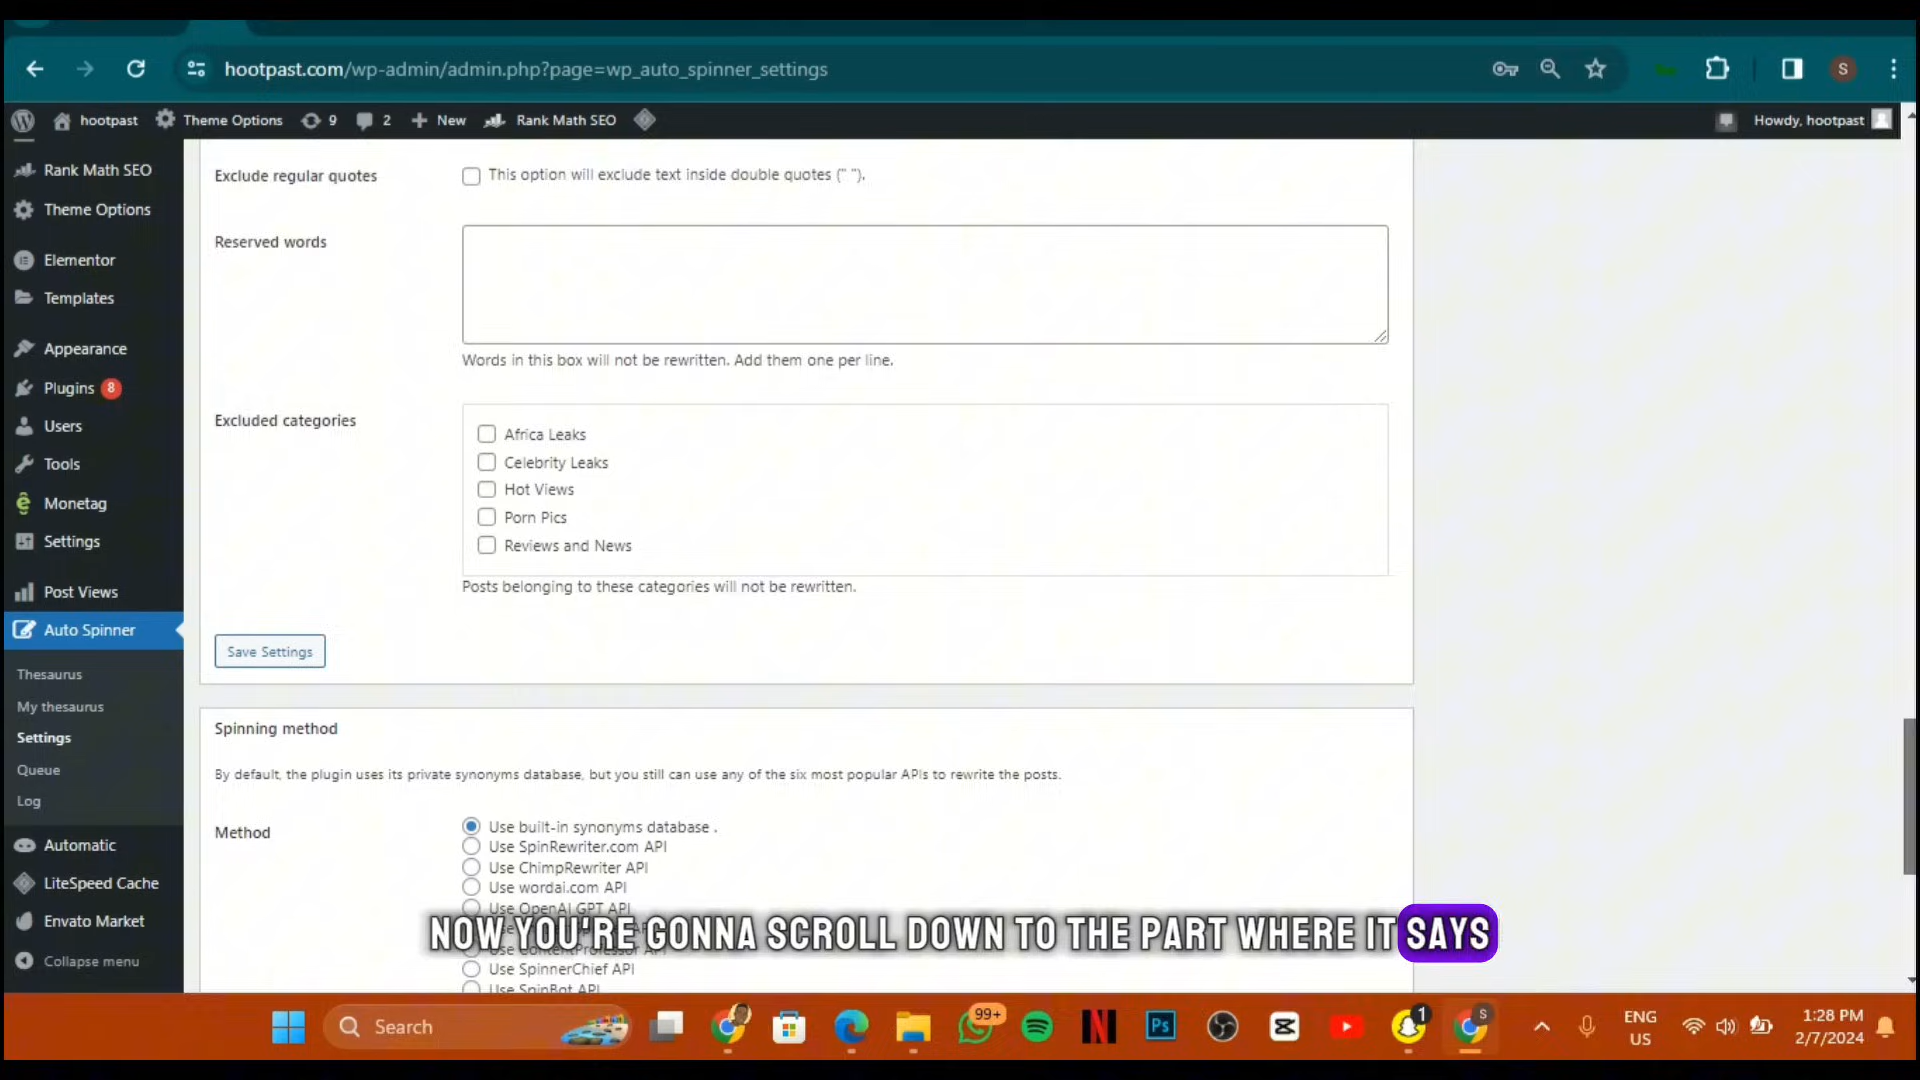 hootpast.com/wp-admin/admin.php?page=wp_auto_spinner_settings
S
hootpast Theme Options 9 2 New Rank Math SEO Howdy, hootpast
Rank Math SEO
Theme Options
Elementor
Templates
Appearance
Plugins 8
Users
Tools
Monetag
Settings
Post Views
Auto Spinner
Thesaurus
My thesaurus
Settings
Queue
Log
Automatic
LiteSpeed Cache
Envato Market
Collapse menu
Exclude regular quotes
This option will exclude text inside double quotes (" ").
Reserved words
Words in this box will not be rewritten. Add them one per line.
Excluded categories
Africa Leaks
Celebrity Leaks
Hot Views
Porn Pics
Reviews and News
Posts belonging to these categories will not be rewritten.
Save Settings
Spinning method
By default, the plugin uses its private synonyms database, but you still can use any of the six most popular APIs to rewrite the posts.
Method
Use built-in synonyms database .
Use SpinRewriter.com API
Use ChimpRewriter API
Use wordai.com API
Use OpenAI GPT API
NOW YOU'RE GONNA SCROLL DOWN TO THE PART WHERE IT SAYS
Use ContentProfessor API
Use SpinnerChief API
Use SpinBot API
Search
99+
Ps
1
S
ENG
US
1:28 PM
2/7/2024